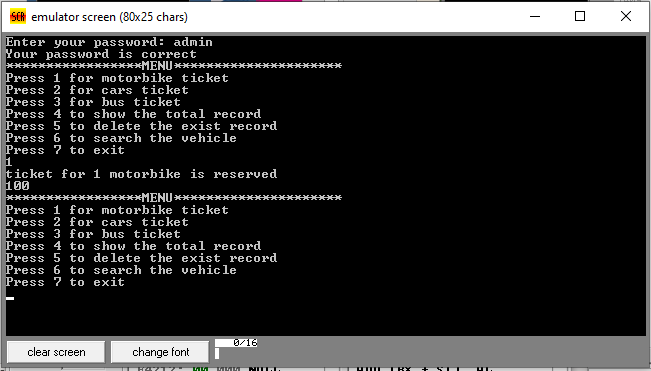 SCR emulator screen (80x25 chars)
Enter your password: admin
Your password is correct
*****************MENU*********************
Press 1 for motorbike ticket
Press 2 for cars ticket
Press 3 for bus ticket
Press 4 to show the total record
Press 5 to delete the exist record
Press 6 to search the vehicle
Press 7 to exit
1
ticket for 1 motorbike is reserved
100
*****************MENU*********************
Press 1 for motorbike ticket
Press 2 for cars ticket
Press 3 for bus ticket
Press 4 to show the total record
Press 5 to delete the exist record
Press 6 to search the vehicle
Press 7 to exit
clear screen change font 0/16